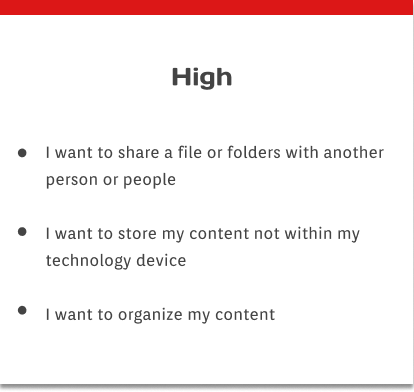 High
• I want to share a file or folders with another
person or people
• I want to store my content not within my
technology device
• I want to organize my content